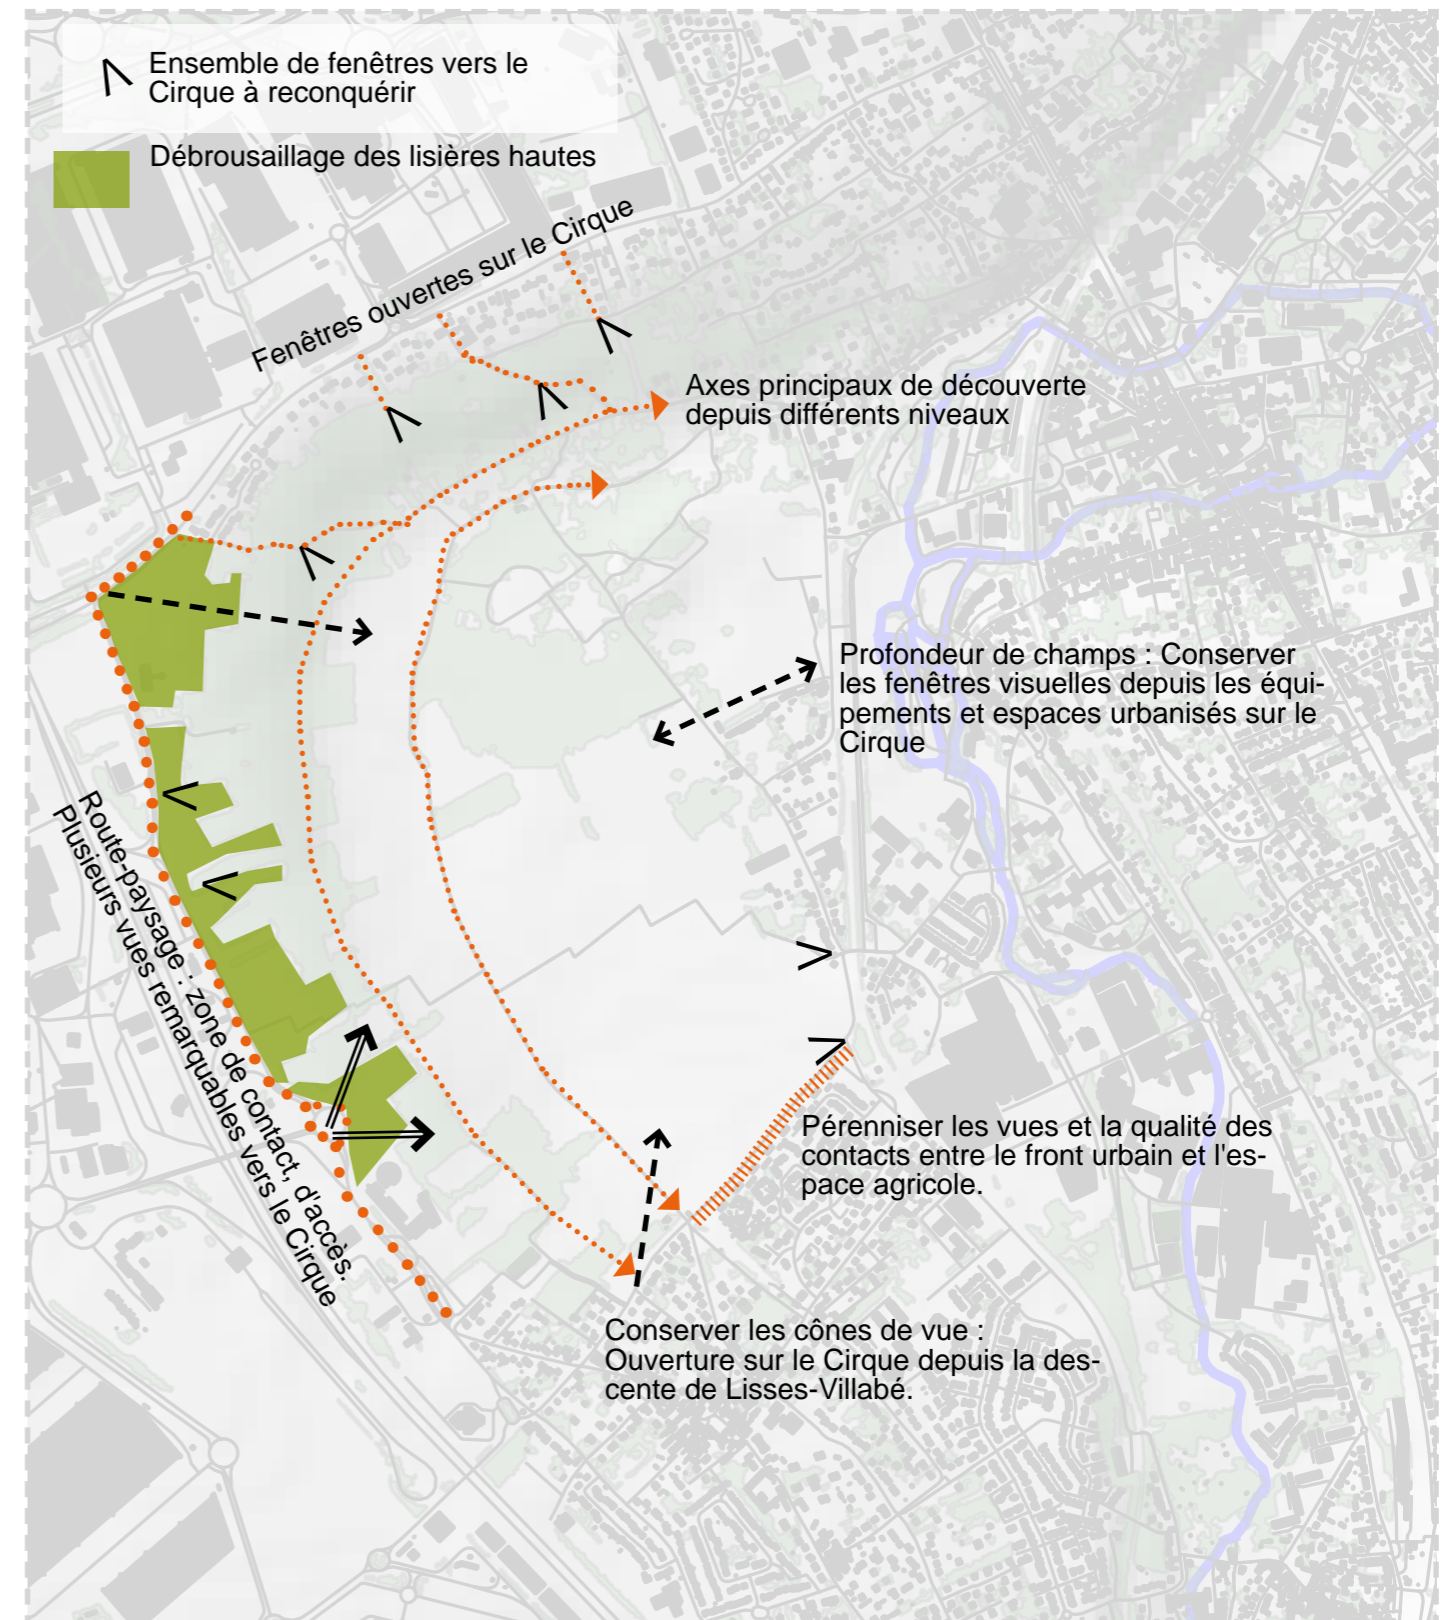 Ensemble de fenêtres vers le
Cirque à reconquérir
Débrousaillage des lisières hautes
Fenêtres ouvertes sur le Cirque
Axes principaux de découverte
depuis différents niveaux
Profondeur de champs : Conserver
les fenêtres visuelles depuis les équi-
pements et espaces urbanisés sur le
Cirque
Route-paysage : zone de contact, d'accès.
Plusieurs vues remarquables vers le Cirque
Pérenniser les vues et la qualité des
contacts entre le front urbain et l'es-
pace agricole.
Conserver les cônes de vue :
Ouverture sur le Cirque depuis la des-
cente de Lisses-Villabé.